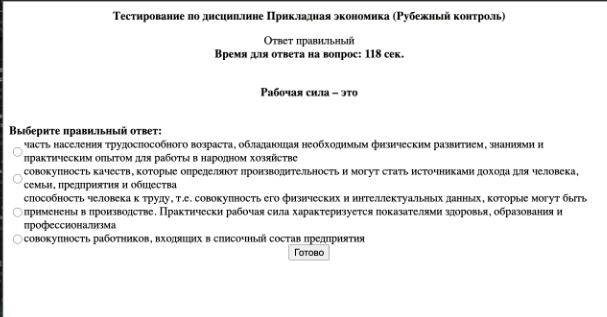 Тестирование по дисциплине Прикладная экономика (Рубежный контроль)
Ответ правильный
Время для ответа на вопрос: 118 сек.
Рабочая сила – это
Выберите правильный ответ:
часть населения трудоспособного возраста, обладающая необходимым физическим развитием, знаниями и
практическим опытом для работы в народном хозяйстве
совокупность качеств, которые определяют производительность и могут стать источниками дохода для человека,
семьи, предприятия и общества
способность человека к труду, т.е. совокупность его физических и интеллектуальных данных, которые могут быть
применены в производстве. Практически рабочая сила характеризуется показателями здоровья, образования и
профессионализма
совокупность работников, входящих в списочный состав предприятия
Готово